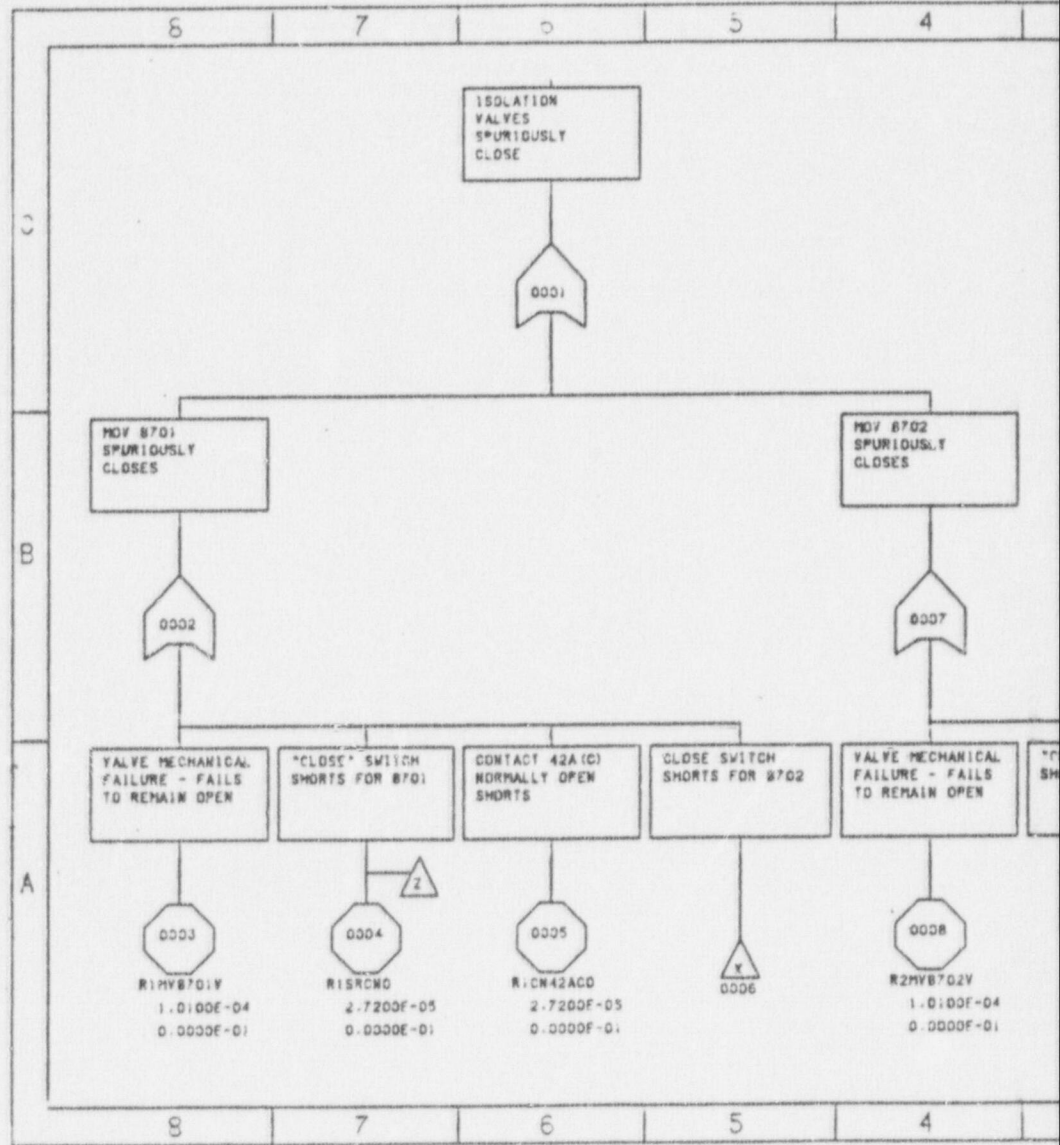 8 7 6 5 4
ISOLATION
VALVES
SPURIOUSLY
CLOSE
C
0001
MOV 8701
SPURIOUSLY
CLOSES
MOV 8702
SPURIOUSLY
CLOSES
B
0002
0007
VALVE MECHANICAL
FAILURE - FAILS
TO REMAIN OPEN
"CLOSE" SWITCH
SHORTS FOR 8701
CONTACT 42A(C)
NORMALLY OPEN
SHORTS
CLOSE SWITCH
SHORTS FOR 8702
VALVE MECHANICAL
FAILURE - FAILS
TO REMAIN OPEN
A
Z
0003
R1MV8701V
1.0100E-04
0.0000E-01
0004
2.7200E-05
0.0000E-01
0005
R1CN42ACO
2.7200E-05
0.0000E-01
0006
0008
R2MV8702V
1.0100E-04
0.0000E-01
8 7 6 5 4